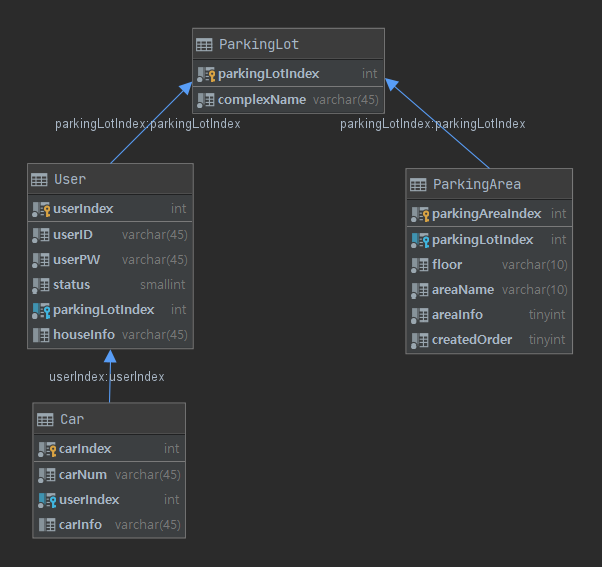 ParkingLot
parkingLotIndex int
complexName varchar(45)
parkingLotIndex:parkingLotIndex
parkingLotIndex:parkingLotIndex
User
userIndex int
userID varchar(45)
userPW varchar(45)
status smallint
parkingLotIndex int
houseInfo varchar(45)
ParkingArea
parkingAreaIndex int
parkingLotIndex int
floor varchar(10)
areaName varchar(10)
areaInfo tinyint
createdOrder tinyint
userIndex:userIndex
Car
carIndex int
carNum varchar(45)
userIndex int
carInfo varchar(45)